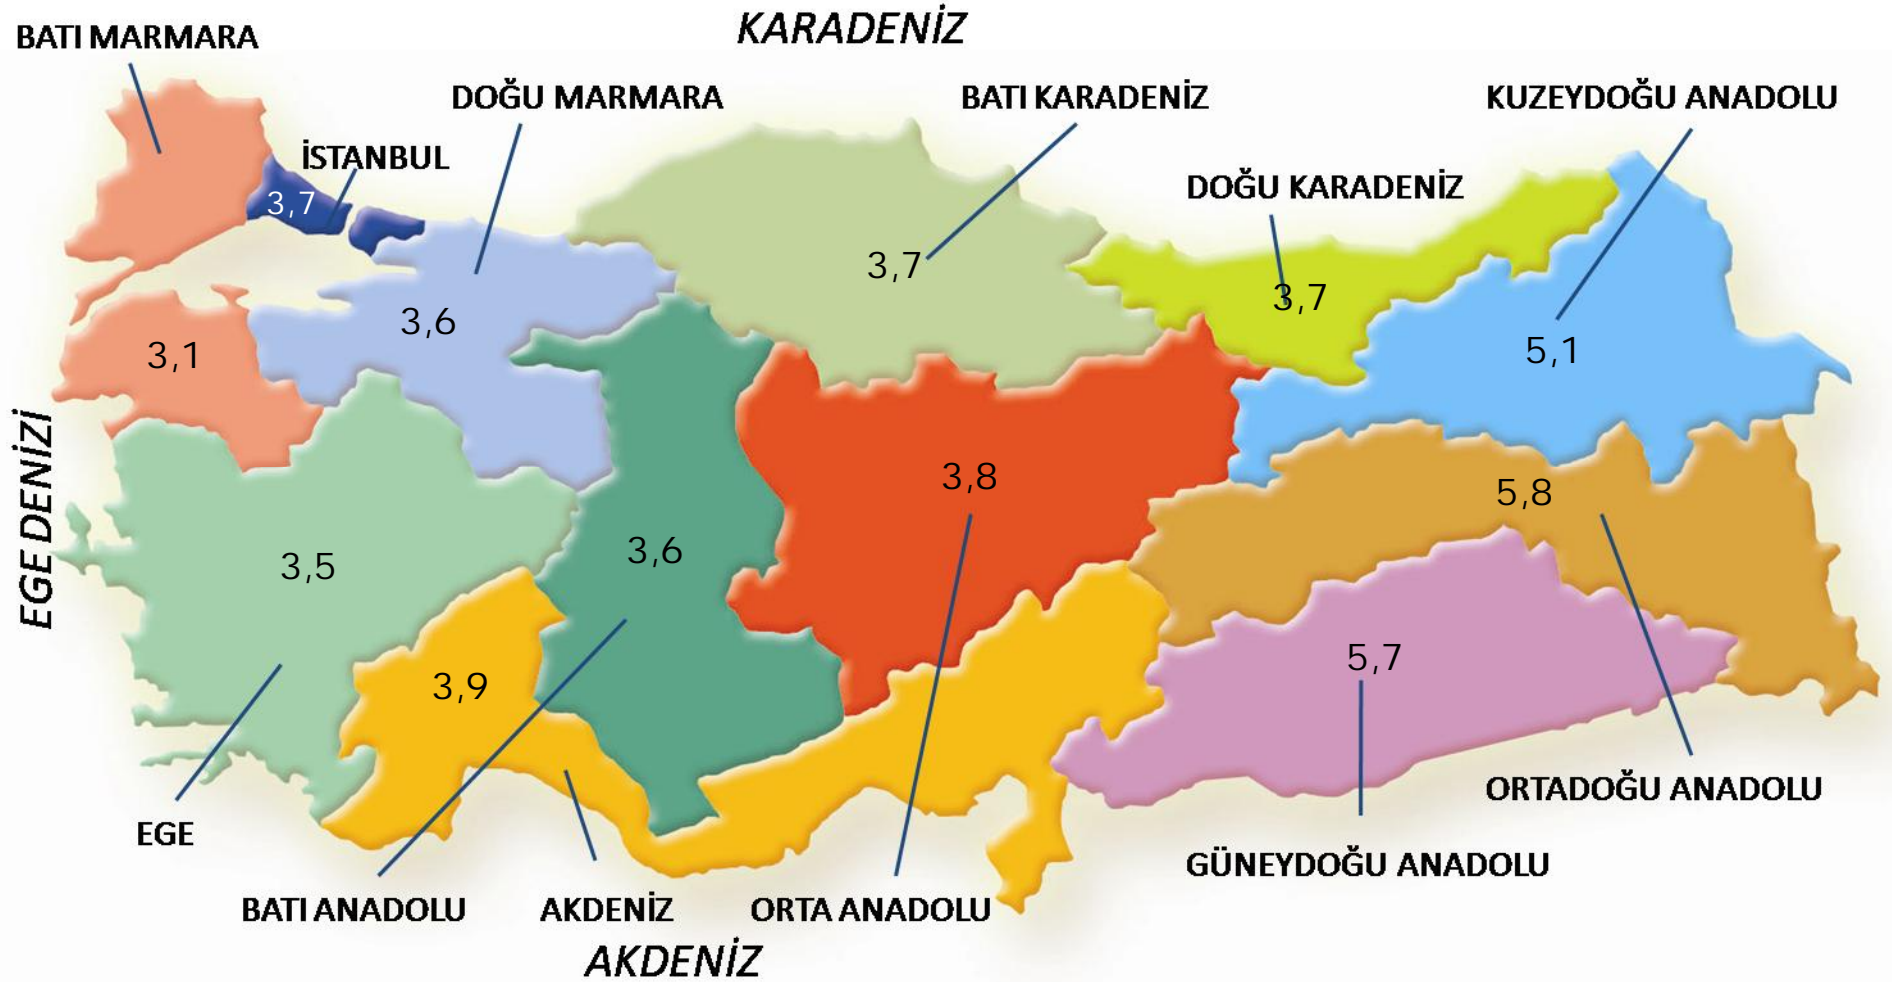 KARADENİZ
BATI MARMARA
DOĞU MARMARA
BATI KARADENİZ
KUZEYDOĞU ANADOLU
İSTANBUL
DOĞU KARADENİZ
3,7
3,7
3,7
3,6
3,1
5,1
EGE DENİZİ
3,8
5,8
3,5
3,6
5,7
3,9
ORTADOĞU ANADOLU
EGE
GÜNEYDOĞU ANADOLU
BATI ANADOLU
AKDENİZ
ORTA ANADOLU
AKDENİZ